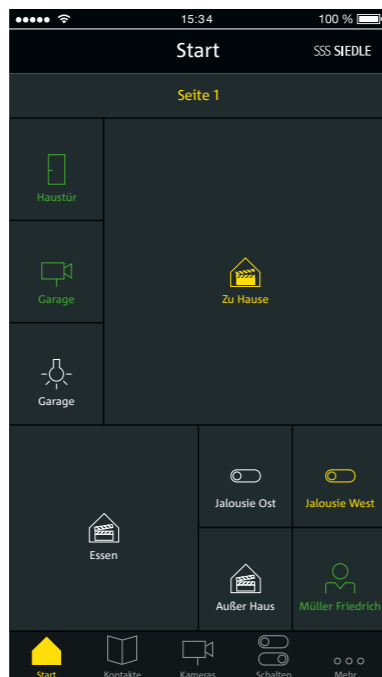 15:34
100 %
Start
SSS SIEDLE
Seite 1
Haustür
Garage
Zu Hause
Garage
Essen
Jalousie Ost
Jalousie West
Außer Haus
Müller Friedrich
Start
Kontakte
Kameras
Schalten
Mehr